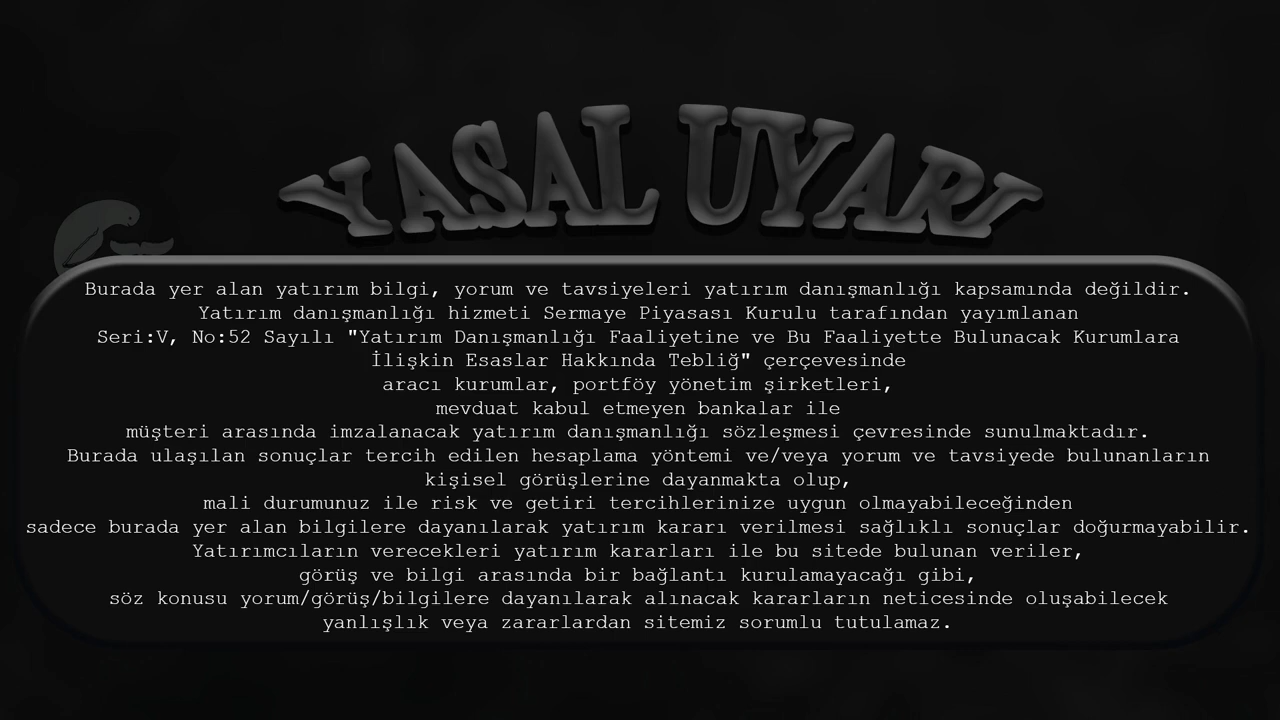 YASAL UYARI
Burada yer alan yatırım bilgi, yorum ve tavsiyeleri yatırım danışmanlığı kapsamında değildir.
Yatırım danışmanlığı hizmeti Sermaye Piyasası Kurulu tarafından yayımlanan
Seri:V, No:52 Sayılı "Yatırım Danışmanlığı Faaliyetine ve Bu Faaliyette Bulunacak Kurumlara
İlişkin Esaslar Hakkında Tebliğ" çerçevesinde
aracı kurumlar, portföy yönetim şirketleri,
mevduat kabul etmeyen bankalar ile
müşteri arasında imzalanacak yatırım danışmanlığı sözleşmesi çevresinde sunulmaktadır.
Burada ulaşılan sonuçlar tercih edilen hesaplama yöntemi ve/veya yorum ve tavsiyede bulunanların
kişisel görüşlerine dayanmakta olup,
mali durumunuz ile risk ve getiri tercihlerinize uygun olmayabileceğinden
sadece burada yer alan bilgilere dayanılarak yatırım kararı verilmesi sağlıklı sonuçlar doğurmayabilir.
Yatırımcıların verecekleri yatırım kararları ile bu sitede bulunan veriler,
görüş ve bilgi arasında bir bağlantı kurulamayacağı gibi,
söz konusu yorum/görüş/bilgilere dayanılarak alınacak kararların neticesinde oluşabilecek
yanlışlık veya zararlardan sitemiz sorumlu tutulamaz.